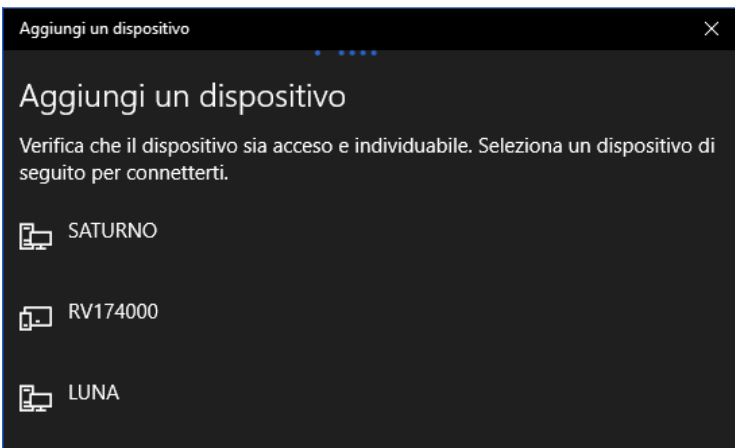 Aggiungi un dispositivo
Aggiungi un dispositivo
Verifica che il dispositivo sia acceso e individuabile. Seleziona un dispositivo di
seguito per connetterti.
SATURNO
RV174000
LUNA